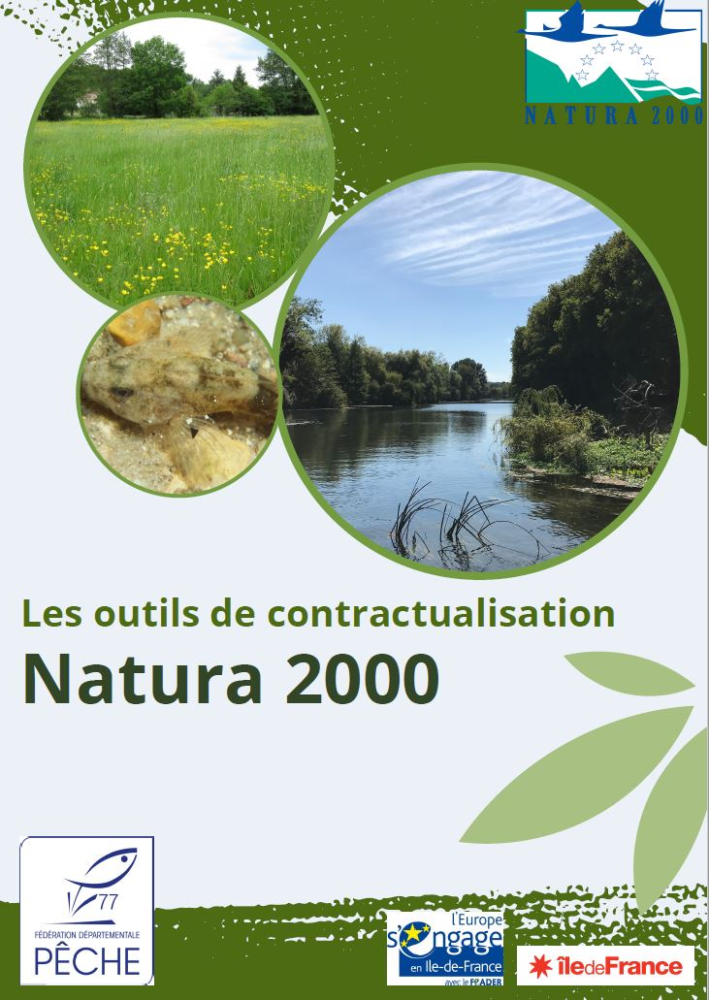 NATURA 2000
Les outils de contractualisation
Natura 2000
77
FÉDÉRATION DÉPARTEMENTALE
PÊCHE
l'Europe
s'engage
en Ile-de-France
avec le FEADER
îledeFrance